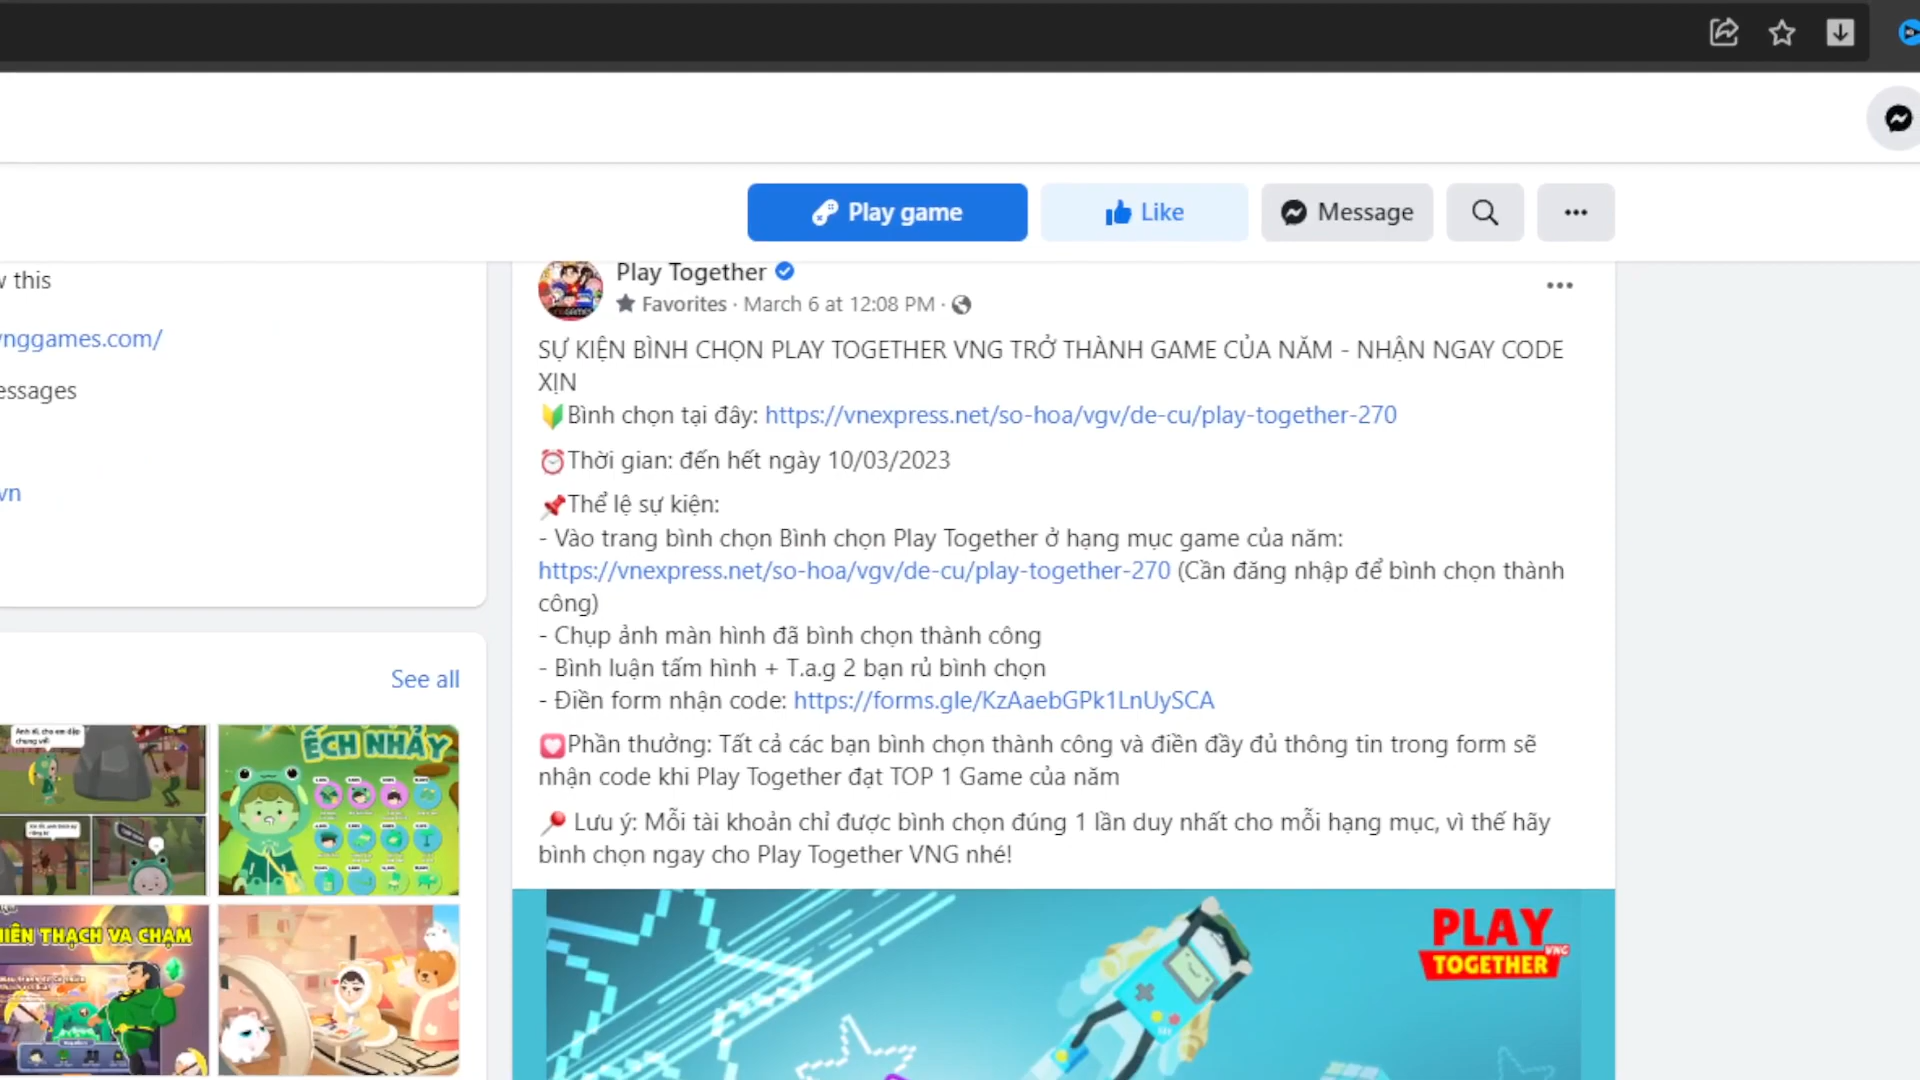 Play game
Like
Message
w this
vnggames.com/
essages
vn
See all
ẾCH NHẢY
HIÊN THẠCH VA CHẠM
Play Together
Favorites · March 6 at 12:08 PM ·
SỰ KIỆN BÌNH CHỌN PLAY TOGETHER VNG TRỞ THÀNH GAME CỦA NĂM - NHẬN NGAY CODE
XỊN
Bình chọn tại đây: https://vnexpress.net/so-hoa/vgv/de-cu/play-together-270
Thời gian: đến hết ngày 10/03/2023
Thể lệ sự kiện:
- Vào trang bình chọn Bình chọn Play Together ở hạng mục game của năm:
https://vnexpress.net/so-hoa/vgv/de-cu/play-together-270 (Cần đăng nhập để bình chọn thành
công)
- Chụp ảnh màn hình đã bình chọn thành công
- Bình luận tấm hình + T.a.g 2 bạn rủ bình chọn
- Điền form nhận code: https://forms.gle/KzAaebGPk1LnUySCA
Phần thưởng: Tất cả các bạn bình chọn thành công và điền đầy đủ thông tin trong form sẽ
nhận code khi Play Together đạt TOP 1 Game của năm
Lưu ý: Mỗi tài khoản chỉ được bình chọn đúng 1 lần duy nhất cho mỗi hạng mục, vì thế hãy
bình chọn ngay cho Play Together VNG nhé!
PLAY
VNG
TOGETHER